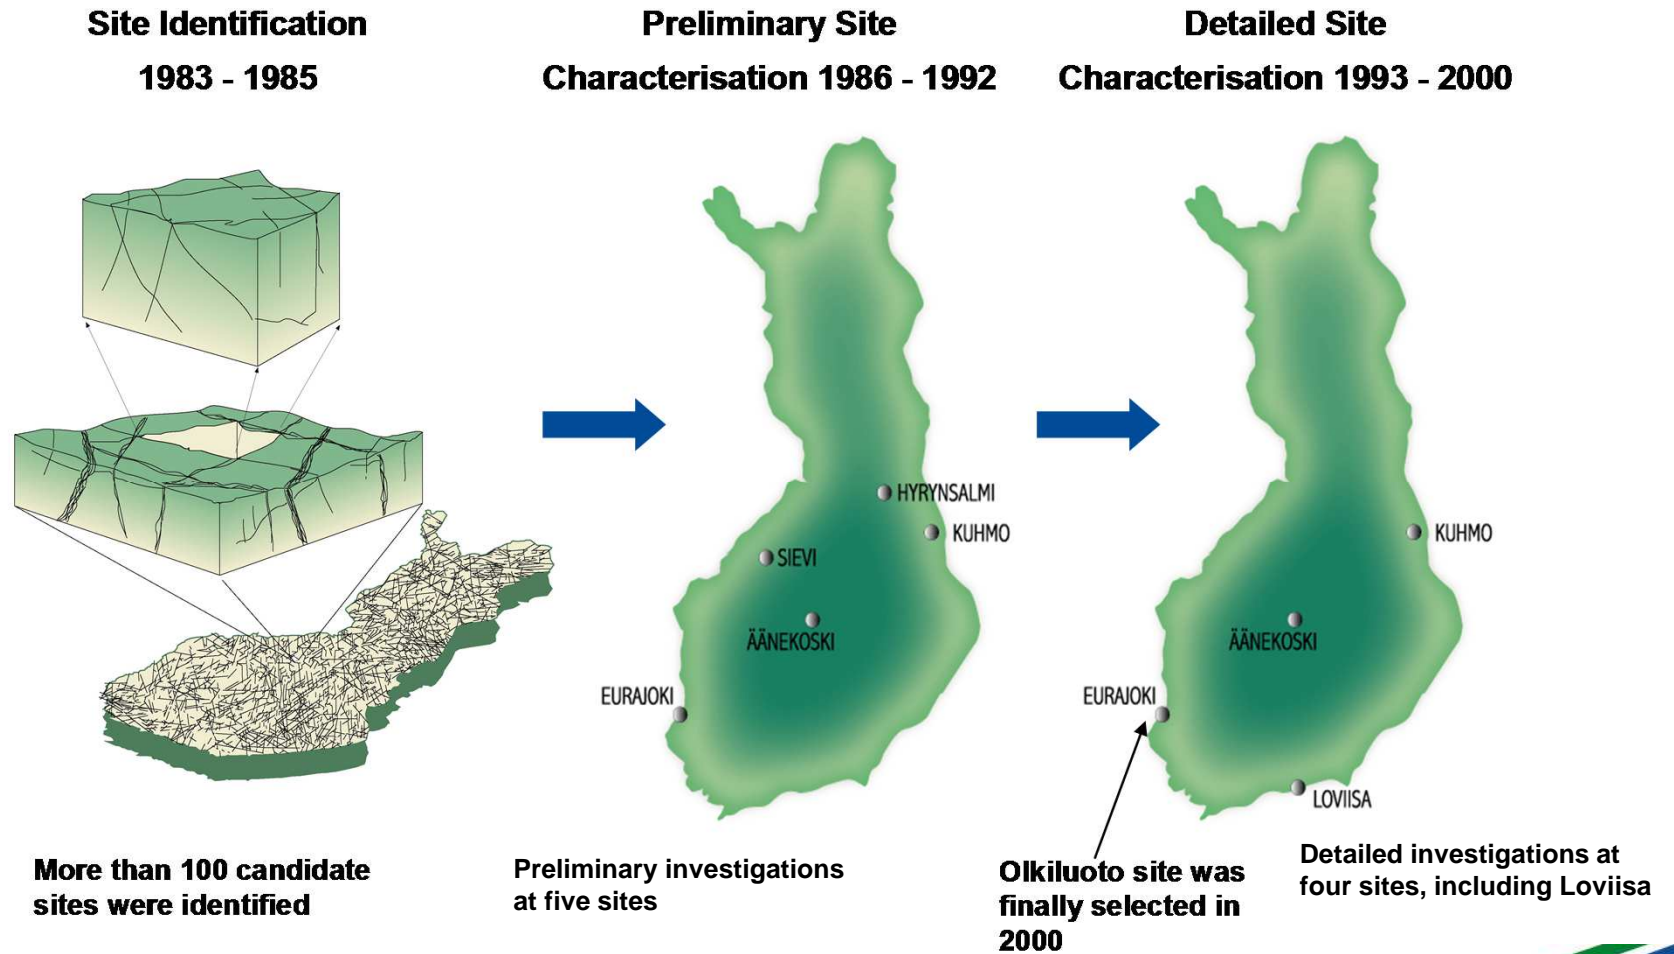 Site Identification
1983 - 1985
Preliminary Site
Characterisation 1986 - 1992
Detailed Site
Characterisation 1993 - 2000
HYRYNSALMI
KUHMO
SIEVI
ÄÄNEKOSKI
EURAJOKI
KUHMO
ÄÄNEKOSKI
EURAJOKI
LOVIISA
More than 100 candidate
sites were identified
Preliminary investigations
at five sites
Olkiluoto site was
finally selected in
2000
Detailed investigations at
four sites, including Loviisa